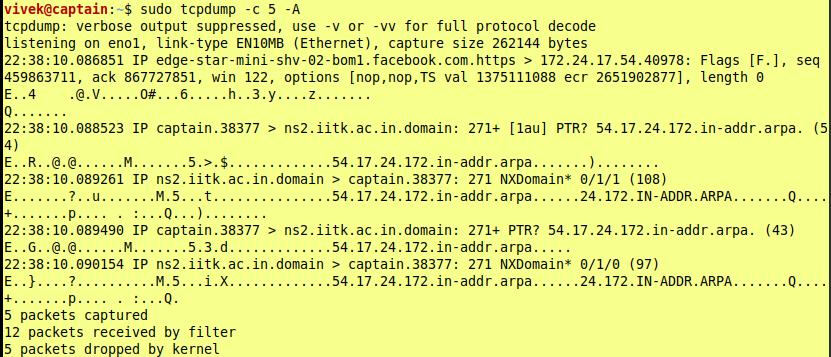 vivek@captain:~$ sudo tcpdump -c 5 -A
tcpdump: verbose output suppressed, use -v or -vv for full protocol decode
listening on eno1, link-type EN10MB (Ethernet), capture size 262144 bytes
22:38:10.086851 IP edge-star-mini-shv-02-bom1.facebook.com.https > 172.24.17.54.40978: Flags [F.], seq
459863711, ack 867727851, win 122, options [nop,nop,TS val 1375111088 ecr 2651902877], length 0
E..4    .@.V.....O#...6.....h..3.y....z.......
Q.......
22:38:10.088523 IP captain.38377 > ns2.iitk.ac.in.domain: 271+ [1au] PTR? 54.17.24.172.in-addr.arpa. (5
4)
E..R..@.@......M.......5.>.$.............54.17.24.172.in-addr.arpa.......)........
22:38:10.089261 IP ns2.iitk.ac.in.domain > captain.38377: 271 NXDomain* 0/1/1 (108)
E.......?..u.......M.5...t...............54.17.24.172.in-addr.arpa......24.172.IN-ADDR.ARPA.......Q....
+.......p.... . :...Q...)........
22:38:10.089490 IP captain.38377 > ns2.iitk.ac.in.domain: 271+ PTR? 54.17.24.172.in-addr.arpa. (43)
E..G..@.@......M.......5.3.d.............54.17.24.172.in-addr.arpa.....
22:38:10.090154 IP ns2.iitk.ac.in.domain > captain.38377: 271 NXDomain* 0/1/0 (97)
E..}....?..........M.5...i.X.............54.17.24.172.in-addr.arpa......24.172.IN-ADDR.ARPA.......Q....
+.......p.... . :...Q.
5 packets captured
12 packets received by filter
5 packets dropped by kernel